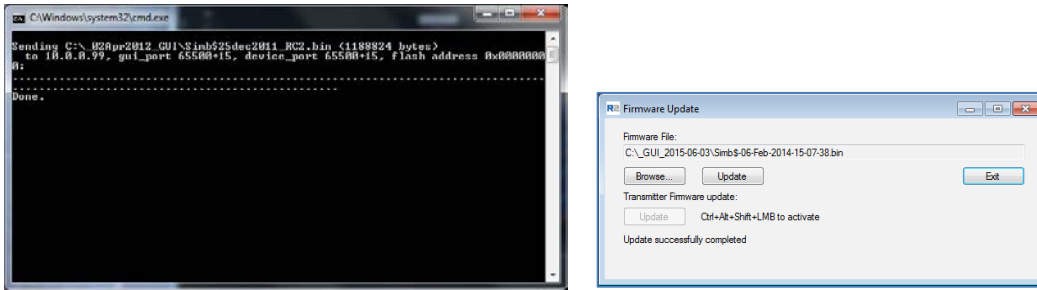 C:\Windows\system32\cmd.exe
Sending C:\_02Apr2012_GUI\Simb$25dec2011_RC2.bin (1188824 bytes)
to 10.0.0.99, gui_port 65500+15, device_port 65500+15, flash address 0x0000000
0:
................................................................................
.................................................
Done.
R2 Firmware Update
Firmware File:
C:\_GUI_2015-06-03\Simb$-06-Feb-2014-15-07-38.bin
Browse... Update Exit
Transmitter Firmware update:
Update Ctrl+Alt+Shift+LMB to activate
Update successfully completed